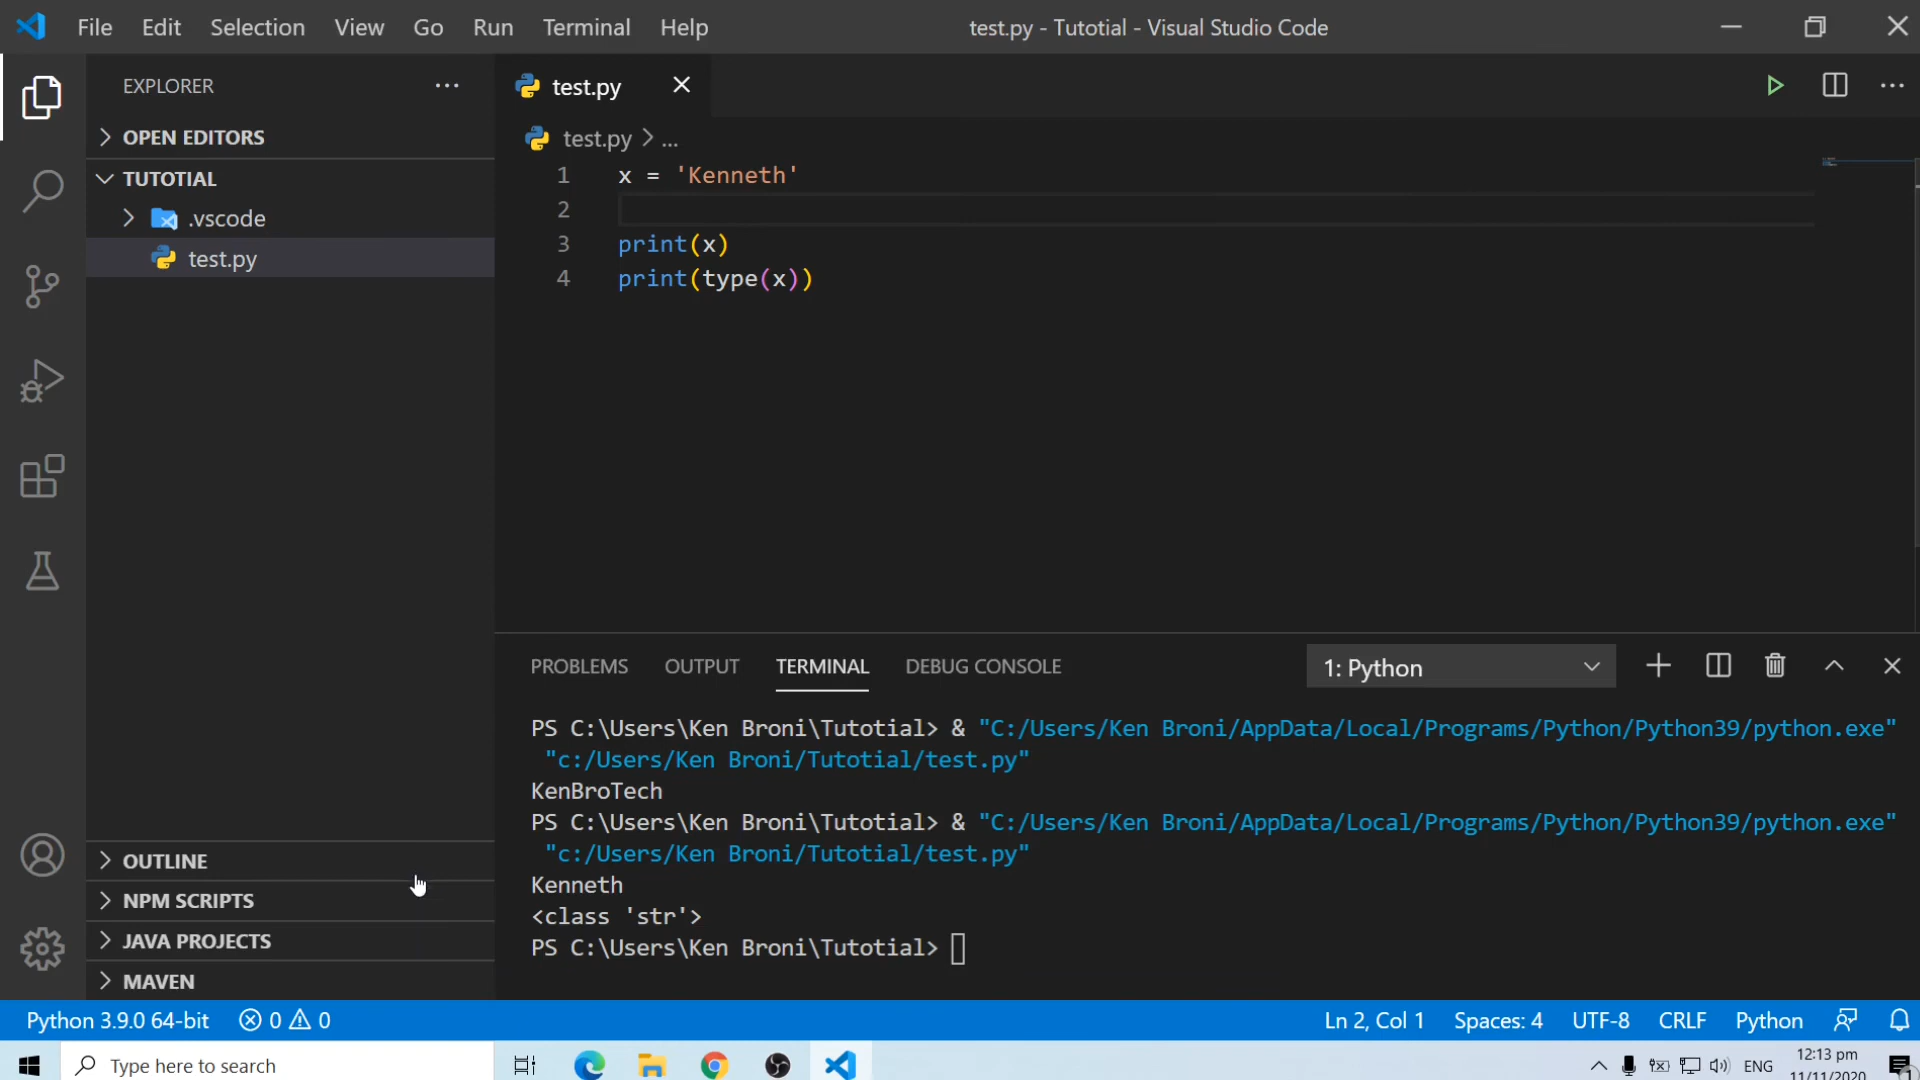 File Edit Selection View Go Run Terminal Help
test.py - Tutotial - Visual Studio Code
EXPLORER
OPEN EDITORS
TUTOTIAL
.vscode
test.py
OUTLINE
NPM SCRIPTS
JAVA PROJECTS
MAVEN
test.py
test.py > ...
1 x = 'Kenneth'
2
3 print(x)
4 print(type(x))
PROBLEMS OUTPUT TERMINAL DEBUG CONSOLE
1: Python
PS C:\Users\Ken Broni\Tutotial> & "C:/Users/Ken Broni/AppData/Local/Programs/Python/Python39/python.exe"
"c:/Users/Ken Broni/Tutotial/test.py"
KenBroTech
PS C:\Users\Ken Broni\Tutotial> & "C:/Users/Ken Broni/AppData/Local/Programs/Python/Python39/python.exe"
"c:/Users/Ken Broni/Tutotial/test.py"
Kenneth
<class 'str'>
PS C:\Users\Ken Broni\Tutotial>
Python 3.9.0 64-bit 0 0
Ln 2, Col 1 Spaces: 4 UTF-8 CRLF Python
Type here to search
ENG
12:13 pm
11/11/2020
1